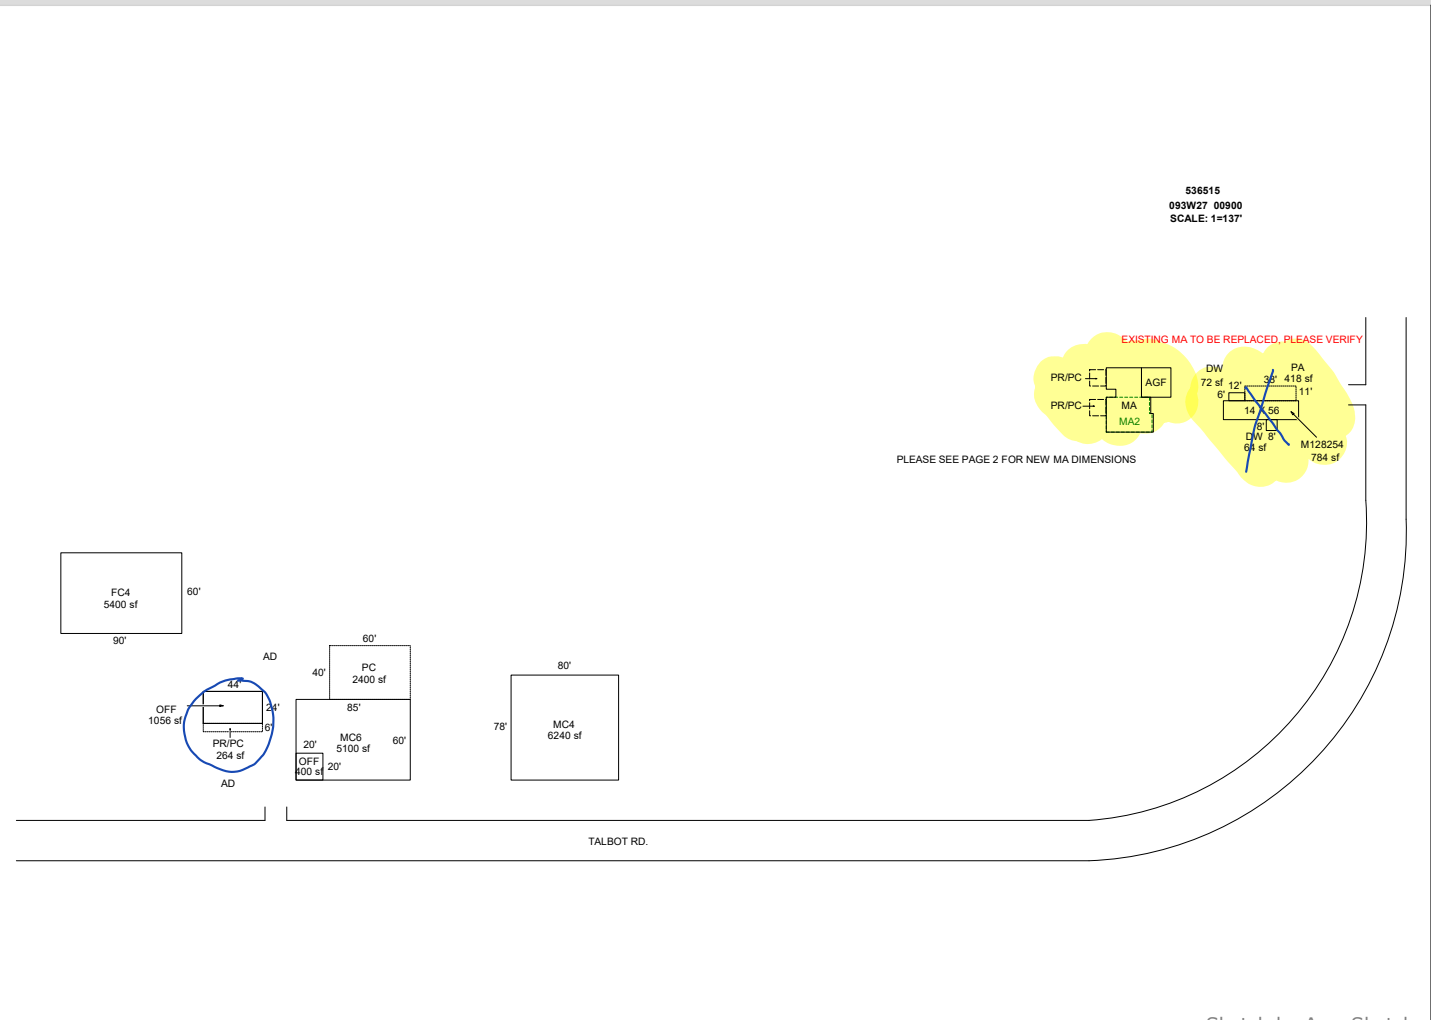 536515
093W27 00900
SCALE: 1=137'
EXISTING MA TO BE REPLACED, PLEASE VERIFY
PR/PC
AGF
PR/PC
MA
MA2
DW
72 sf
12'
6'
38'
PA
418 sf
11'
14 X 56
8'
DW
8'
64 sf
M128254
784 sf
PLEASE SEE PAGE 2 FOR NEW MA DIMENSIONS
FC4
5400 sf
60'
90'
AD
60'
40'
PC
2400 sf
80'
44'
OFF
1056 sf
24'
6'
PR/PC
264 sf
AD
85'
MC6
5100 sf
60'
20'
OFF
400 sf
20'
78'
MC4
6240 sf
TALBOT RD.